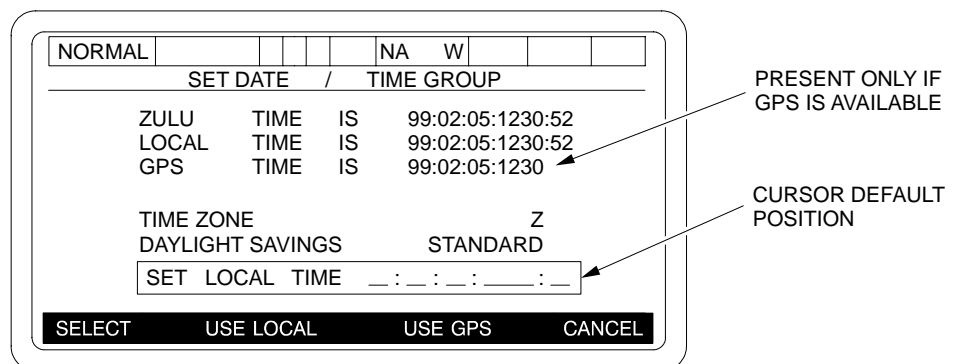 NORMAL NA W
SET DATE / TIME GROUP
ZULU TIME IS 99:02:05:1230:52
LOCAL TIME IS 99:02:05:1230:52
GPS TIME IS 99:02:05:1230
TIME ZONE Z
DAYLIGHT SAVINGS STANDARD
SET LOCAL TIME __:__:__:____:__
SELECT USE LOCAL USE GPS CANCEL
PRESENT ONLY IF
GPS IS AVAILABLE
CURSOR DEFAULT
POSITION